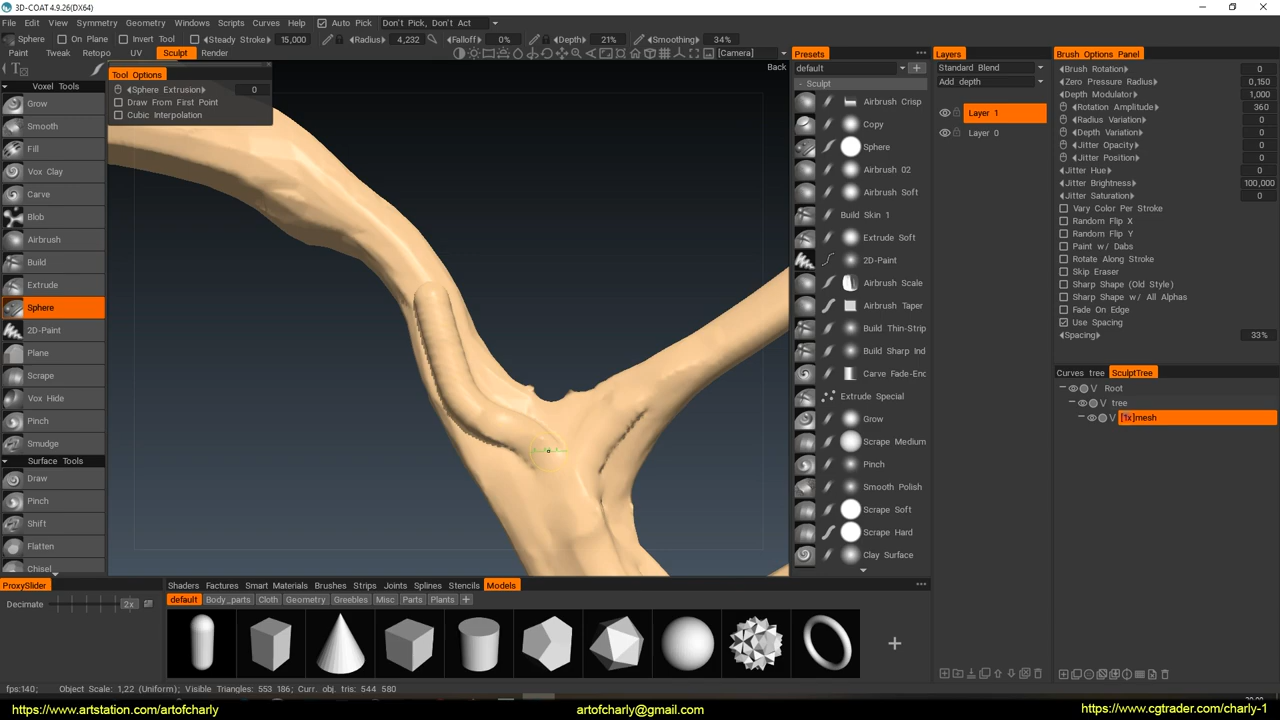 3D-COAT 4.9.26(DX64)
File Edit View Symmetry Geometry Windows Scripts Curves Help Auto Pick Don't Pick, Don't Act
Sphere On Plane Invert Tool Steady Stroke 15,000 Radius 4,232 Falloff 0% Depth 21% Smoothing 34%
Paint Tweak Retopo UV Sculpt Render [Camera]
Back
Tool Options
Sphere Extrusion 0
Draw From First Point
Cubic Interpolation
Voxel Tools
Grow
Smooth
Fill
Vox Clay
Carve
Blob
Airbrush
Build
Extrude
Sphere
2D-Paint
Plane
Scrape
Vox Hide
Pinch
Smudge
Surface Tools
Draw
Pinch
Shift
Flatten
Chisel
Presets
default
Sculpt
Airbrush Crisp
Copy
Sphere
Airbrush 02
Airbrush Soft
Build Skin 1
Extrude Soft
2D-Paint
Airbrush Scale
Airbrush Taper
Build Thin-Strip
Build Sharp Ind
Carve Fade-End
Extrude Special
Grow
Scrape Medium
Pinch
Smooth Polish
Scrape Soft
Scrape Hard
Clay Surface
Layers
Standard Blend
Add depth
Layer 1
Layer 0
Brush Options Panel
Brush Rotation 0
Zero Pressure Radius 0,150
Depth Modulator 1,000
Rotation Amplitude 360
Radius Variation 0
Depth Variation 0
Jitter Opacity 0
Jitter Position 0
Jitter Hue 0
Jitter Brightness 100,000
Jitter Saturation 0
Vary Color Per Stroke
Random Flip X
Random Flip Y
Paint w/ Dabs
Rotate Along Stroke
Skip Eraser
Sharp Shape (Old Style)
Sharp Shape w/ All Alphas
Fade On Edge
Use Spacing
Spacing 33%
Curves tree SculptTree
Root
V tree
V [1x]mesh
ProxySlider
Decimate 2x
Shaders Factures Smart Materials Brushes Strips Joints Splines Stencils Models
default Body_parts Cloth Geometry Greebles Misc Parts Plants
fps:140; Object Scale: 1,22 (Uniform); Visible Triangles: 553 186; Curr. obj. tris: 544 580
https://www.artstation.com/artofcharly artofcharly@gmail.com https://www.cgtrader.com/charly-1